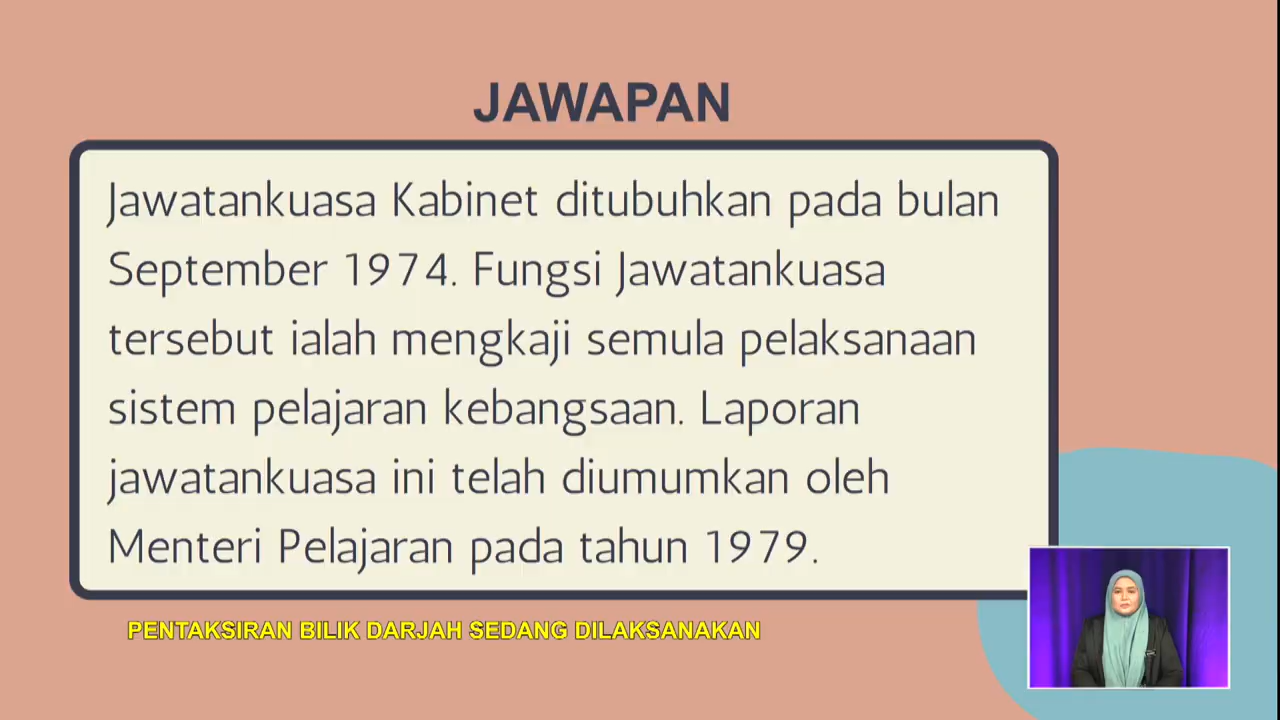 JAWAPAN
Jawatankuasa Kabinet ditubuhkan pada bulan
September 1974. Fungsi Jawatankuasa
tersebut ialah mengkaji semula pelaksanaan
sistem pelajaran kebangsaan. Laporan
jawatankuasa ini telah diumumkan oleh
Menteri Pelajaran pada tahun 1979.
PENTAKSIRAN BILIK DARJAH SEDANG DILAKSANAKAN